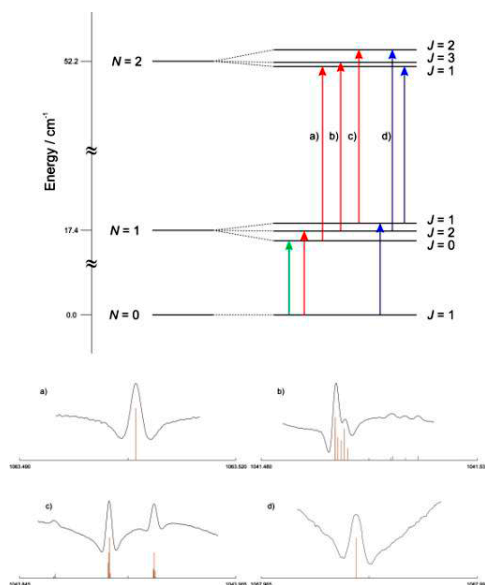 J = 2
52.2
N = 2
J = 3
J = 1
a)
b)
c)
d)
Energy / cm⁻¹
J = 1
17.4
N = 1
J = 2
J = 0
0.0
N = 0
J = 1
a)
b)
1063.490
1063.520
1041.480
c)
d)